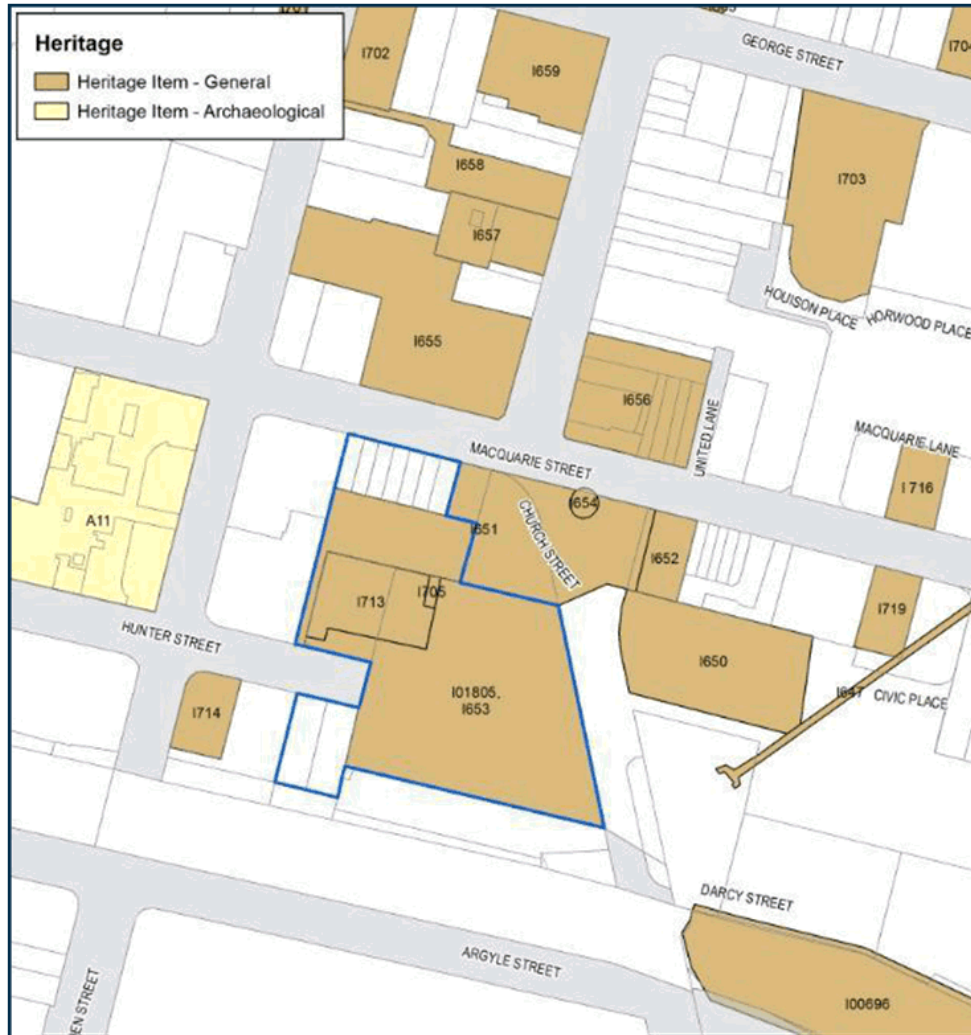 Heritage
Heritage Item - General
Heritage Item - Archaeological
I702
I659
GEORGE STREET
I704
I658
I703
I657
HOUISON PLACE
HORWOOD PLACE
I655
I656
UNITED LANE
MACQUARIE LANE
MACQUARIE STREET
I716
I654
A11
I651
CHURCH STREET
I652
I705
I713
I719
HUNTER STREET
I650
I647
CIVIC PLACE
I01805,
I653
I714
DARCY STREET
ARGYLE STREET
I00696
EN STREET